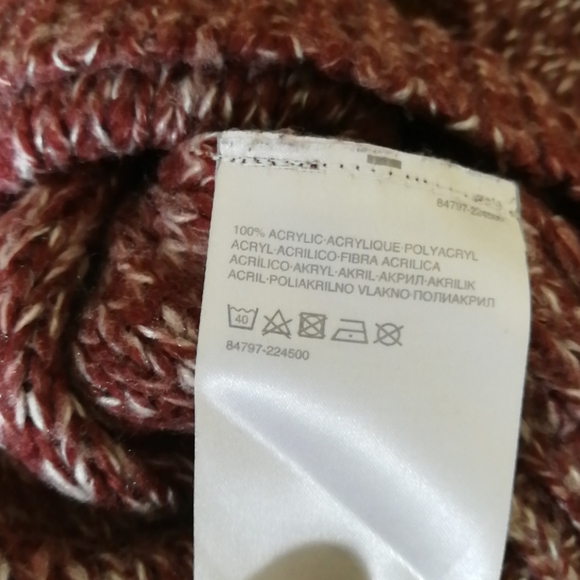 84797-224500
100% ACRYLIC·ACRYLIQUE·POLYACRYL
ACRYL·ACRILICO·FIBRA ACRILICA
ACRÍLICO·AKRYL·AKRIL·АКРИЛ·AKRILIK
ACRIL·POLIAKRILNO VLAKNO·ПОЛИАКРИЛ
40
84797-224500